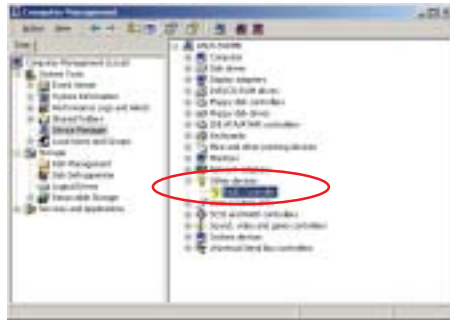 Computer Management
Action View
Tree
Computer Management (Local)
System Tools
Event Viewer
System Information
Performance Logs and Alerts
Shared Folders
Device Manager
Local Users and Groups
Storage
Disk Management
Disk Defragmenter
Logical Drives
Removable Storage
Services and Applications
Computer
Disk drives
Display adapters
DVD/CD-ROM drives
Floppy disk controllers
Floppy disk drives
IDE ATA/ATAPI controllers
Keyboards
Mice and other pointing devices
Monitors
Network adapters
Other devices
SCSI and RAID controllers
Sound, video and game controllers
System devices
Universal Serial Bus controllers